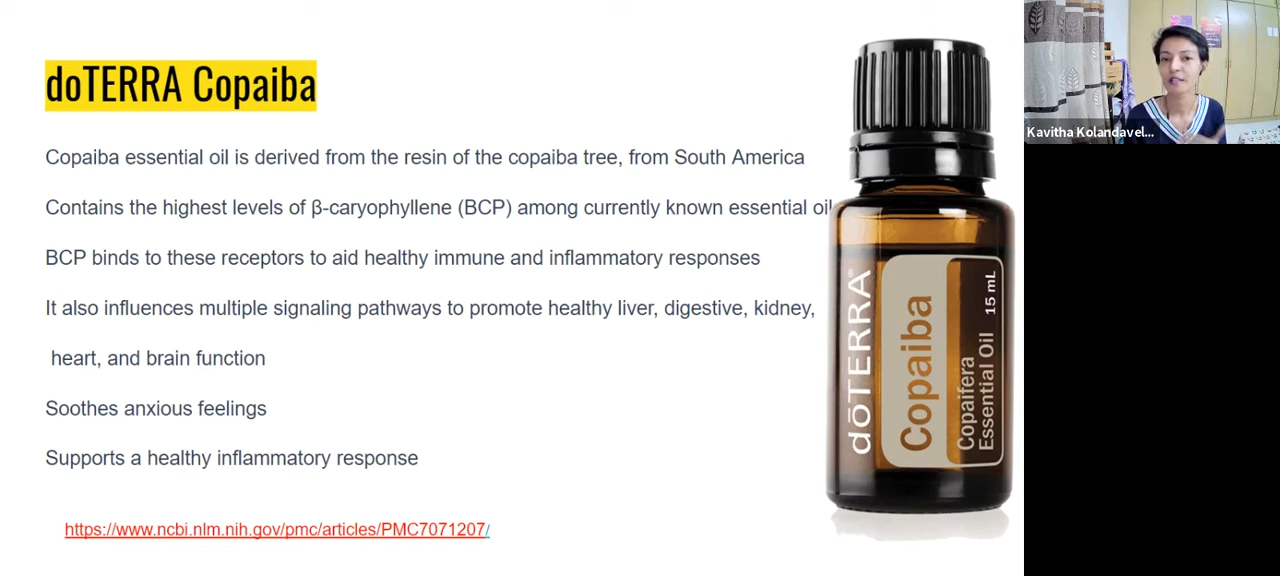 doTERRA Copaiba
Copaiba essential oil is derived from the resin of the copaiba tree, from South America
Contains the highest levels of β-caryophyllene (BCP) among currently known essential oil
BCP binds to these receptors to aid healthy immune and inflammatory responses
It also influences multiple signaling pathways to promote healthy liver, digestive, kidney,
heart, and brain function
Soothes anxious feelings
Supports a healthy inflammatory response
https://www.ncbi.nlm.nih.gov/pmc/articles/PMC7071207/
dōTERRA®
Copaiba
Copaifera
Essential Oil 15 mL
Kavitha Kolandavel...